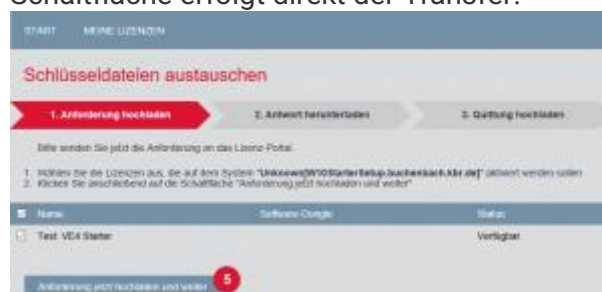 Schaltfläche erfolgt direkt der Transfer.
START MEINE LIZENZEN
Schlüsseldateien austauschen
1. Anforderung hochladen 2. Antwort herunterladen 3. Quittung hochladen
Bitte senden Sie jetzt die Anforderung an das Lizenz-Portal.
1. Wählen Sie die Lizenzen aus, die auf dem System "Unknown[W10StarterSetup.buchenbach.kbr.de]" aktiviert werden sollen
2. Klicken Sie anschließend auf die Schaltfläche "Anforderung jetzt hochladen und weiter"
Name Software-Dongle Status
Test VE4 Starter Verfügbar
Anforderung jetzt hochladen und weiter 5